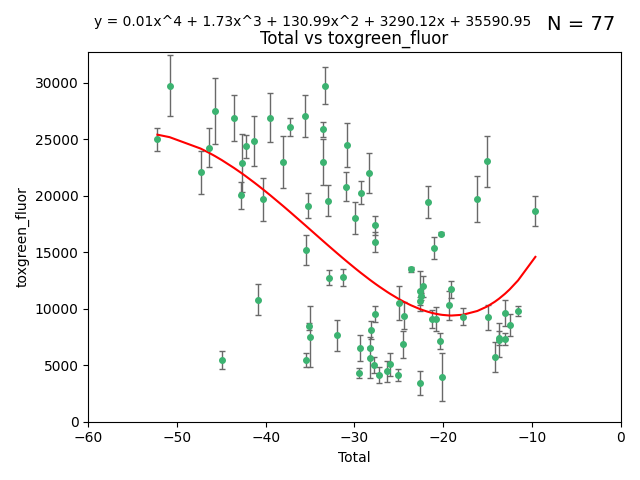 y = 0.01x^4 + 1.73x^3 + 130.99x^2 + 3290.12x + 35590.95 N = 77
Total vs toxgreen_fluor
30000
25000
20000
15000
10000
5000
0
toxgreen_fluor
−60 −50 −40 −30 −20 −10 0
Total